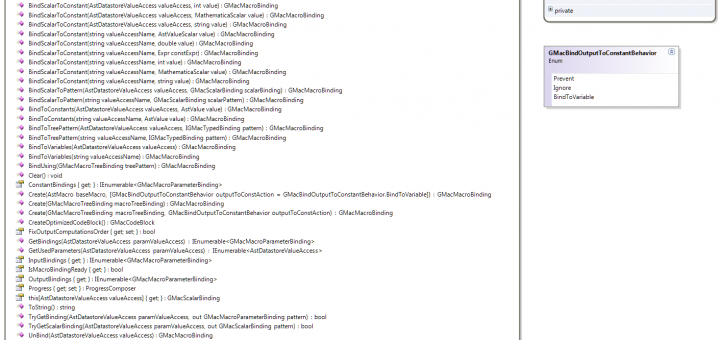 BindScalarToConstant(AstDatastoreValueAccess valueAccess, int value) : GMacMacroBinding
BindScalarToConstant(AstDatastoreValueAccess valueAccess, MathematicaScalar value) : GMacMacroBinding
BindScalarToConstant(AstDatastoreValueAccess valueAccess, string value) : GMacMacroBinding
BindScalarToConstant(string valueAccessName, AstValueScalar value) : GMacMacroBinding
BindScalarToConstant(string valueAccessName, double value) : GMacMacroBinding
BindScalarToConstant(string valueAccessName, Expr constExpr) : GMacMacroBinding
BindScalarToConstant(string valueAccessName, int value) : GMacMacroBinding
BindScalarToConstant(string valueAccessName, MathematicaScalar value) : GMacMacroBinding
BindScalarToConstant(string valueAccessName, string value) : GMacMacroBinding
BindScalarToPattern(AstDatastoreValueAccess valueAccess, GMacScalarBinding scalarBinding) : GMacMacroBinding
BindScalarToPattern(string valueAccessName, GMacScalarBinding scalarPattern) : GMacMacroBinding
BindToConstants(AstDatastoreValueAccess valueAccess, AstValue value) : GMacMacroBinding
BindToConstants(string valueAccessName, AstValue value) : GMacMacroBinding
BindToTreePattern(AstDatastoreValueAccess valueAccess, IGMacTypedBinding pattern) : GMacMacroBinding
BindToTreePattern(string valueAccessName, IGMacTypedBinding pattern) : GMacMacroBinding
BindToVariables(AstDatastoreValueAccess valueAccess) : GMacMacroBinding
BindToVariables(string valueAccessName) : GMacMacroBinding
BindUsing(GMacMacroTreeBinding treePattern) : GMacMacroBinding
Clear() : void
ConstantBindings { get; } : IEnumerable<GMacMacroParameterBinding>
Create(AstMacro baseMacro, [GMacBindOutputToConstantBehavior outputToConstAction = GMacBindOutputToConstantBehavior.BindToVariable]) : GMacMacroBinding
Create(GMacMacroTreeBinding macroTreeBinding) : GMacMacroBinding
Create(GMacMacroTreeBinding macroTreeBinding, GMacBindOutputToConstantBehavior outputToConstAction) : GMacMacroBinding
CreateOptimizedCodeBlock() : GMacCodeBlock
FixOutputComputationsOrder { get; set; } : bool
GetBindings(AstDatastoreValueAccess paramValueAccess) : IEnumerable<GMacMacroParameterBinding>
GetUsedParameters(AstDatastoreValueAccess paramValueAccess) : IEnumerable<AstDatastoreValueAccess>
InputBindings { get; } : IEnumerable<GMacMacroParameterBinding>
IsMacroBindingReady { get; } : bool
OutputBindings { get; } : IEnumerable<GMacMacroParameterBinding>
Progress { get; set; } : ProgressComposer
this[AstDatastoreValueAccess valueAccess] { get; } : GMacScalarBinding
ToString() : string
TryGetBinding(AstDatastoreValueAccess paramValueAccess, out GMacMacroParameterBinding pattern) : bool
TryGetScalarBinding(AstDatastoreValueAccess paramValueAccess, out GMacScalarBinding pattern) : bool
UnBind(AstDatastoreValueAccess valueAccess) : GMacMacroBinding
private
GMacBindOutputToConstantBehavior
Enum
Prevent
Ignore
BindToVariable